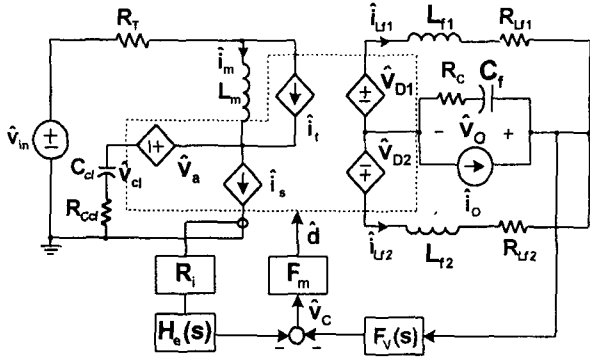 R_T
î_Lf1
L_f1
R_Lf1
î_m
L_m
î_t
v̂_D1
R_C
C_f
v̂_in
+
−
C_cl
v̂_cl
v̂_a
−
+
v̂_O
+
î_s
v̂_D2
î_o
R_Ccl
d̂
î_Lf2
L_f2
R_Lf2
R_i
F_m
v̂_C
H_e(s)
−
−
F_V(s)